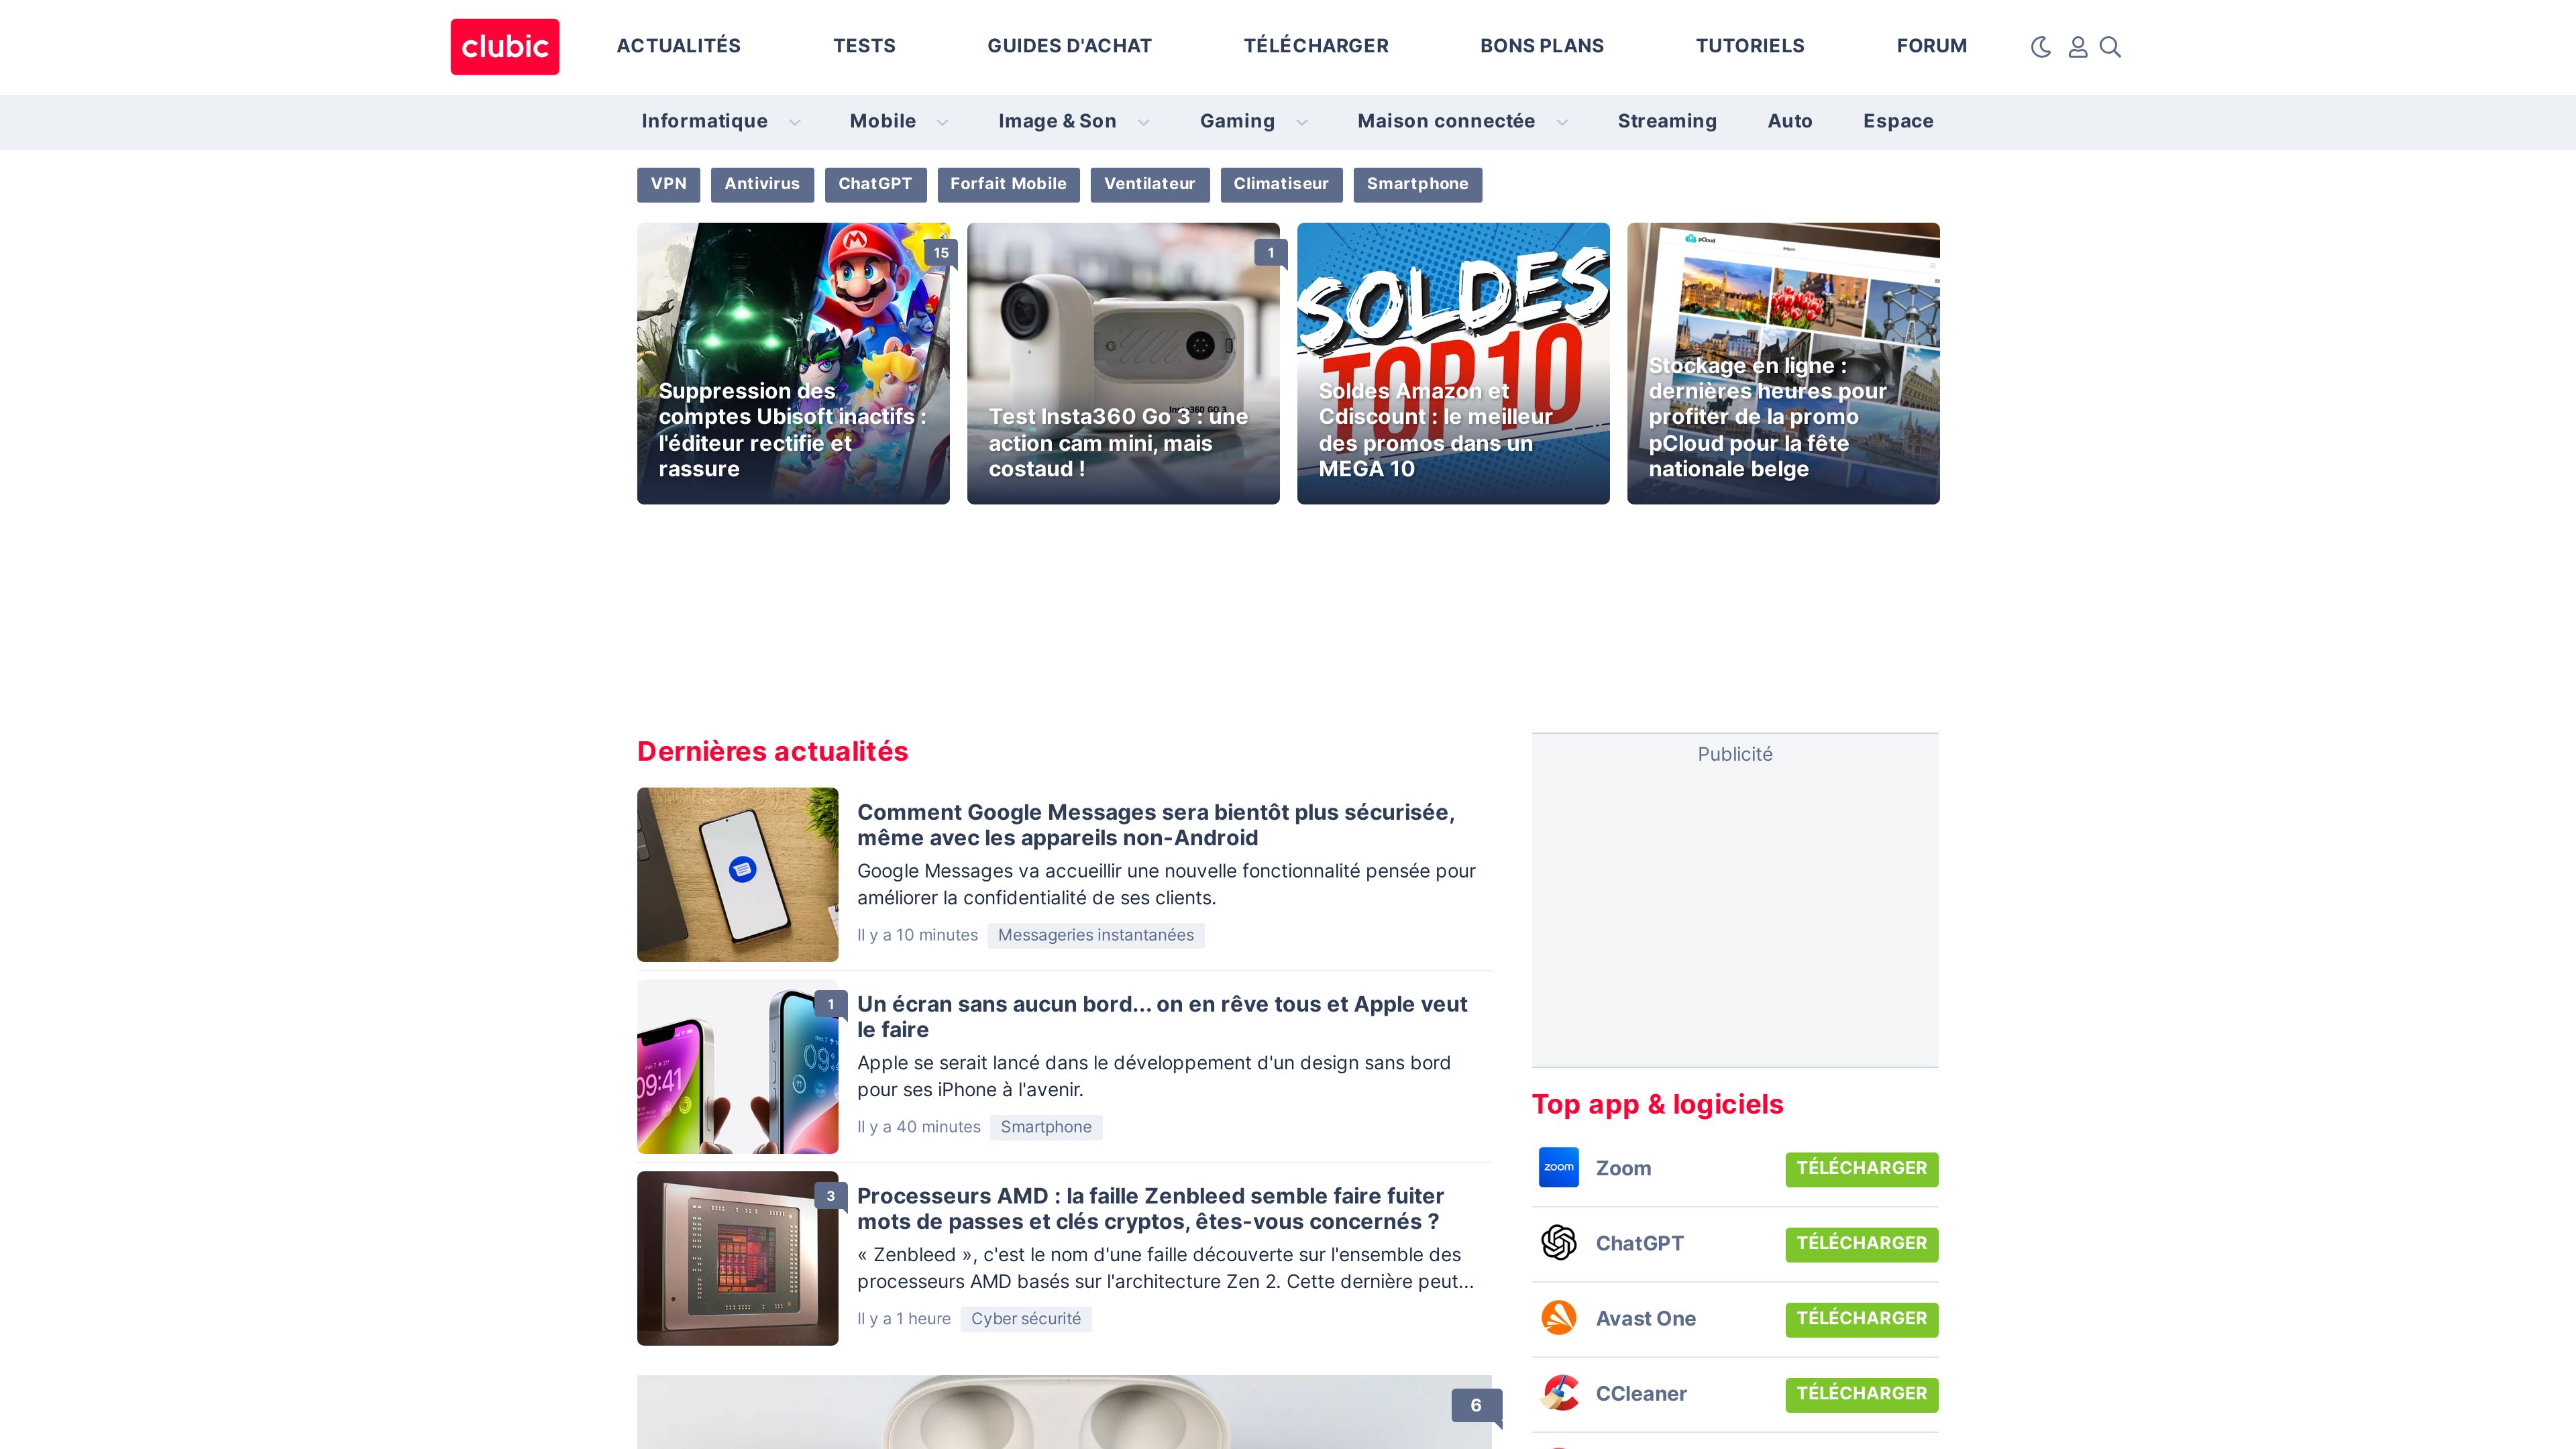 clubic
ACTUALITÉS
TESTS
GUIDES D'ACHAT
TÉLÉCHARGER
BONS PLANS
TUTORIELS
FORUM
Informatique
Mobile
Image & Son
Gaming
Maison connectée
Streaming
Auto
Espace
VPN
Antivirus
ChatGPT
Forfait Mobile
Ventilateur
Climatiseur
Smartphone
15
Suppression des
comptes Ubisoft inactifs :
l'éditeur rectifie et
rassure
1
Insta360 GO 3
Test Insta360 Go 3 : une
action cam mini, mais
costaud !
SOLDES
TOP10
Soldes Amazon et
Cdiscount : le meilleur
des promos dans un
MEGA 10
pCloud
Stockage en ligne :
dernières heures pour
profiter de la promo
pCloud pour la fête
nationale belge
Dernières actualités
Comment Google Messages sera bientôt plus sécurisée,
même avec les appareils non-Android
Google Messages va accueillir une nouvelle fonctionnalité pensée pour
améliorer la confidentialité de ses clients.
Il y a 10 minutes
Messageries instantanées
09:41
09:
1
Un écran sans aucun bord... on en rêve tous et Apple veut
le faire
Apple se serait lancé dans le développement d'un design sans bord
pour ses iPhone à l'avenir.
Il y a 40 minutes
Smartphone
3
Processeurs AMD : la faille Zenbleed semble faire fuiter
mots de passes et clés cryptos, êtes-vous concernés ?
« Zenbleed », c'est le nom d'une faille découverte sur l'ensemble des
processeurs AMD basés sur l'architecture Zen 2. Cette dernière peut...
Il y a 1 heure
Cyber sécurité
6
Publicité
Top app & logiciels
zoom
Zoom
TÉLÉCHARGER
ChatGPT
TÉLÉCHARGER
Avast One
TÉLÉCHARGER
CCleaner
TÉLÉCHARGER